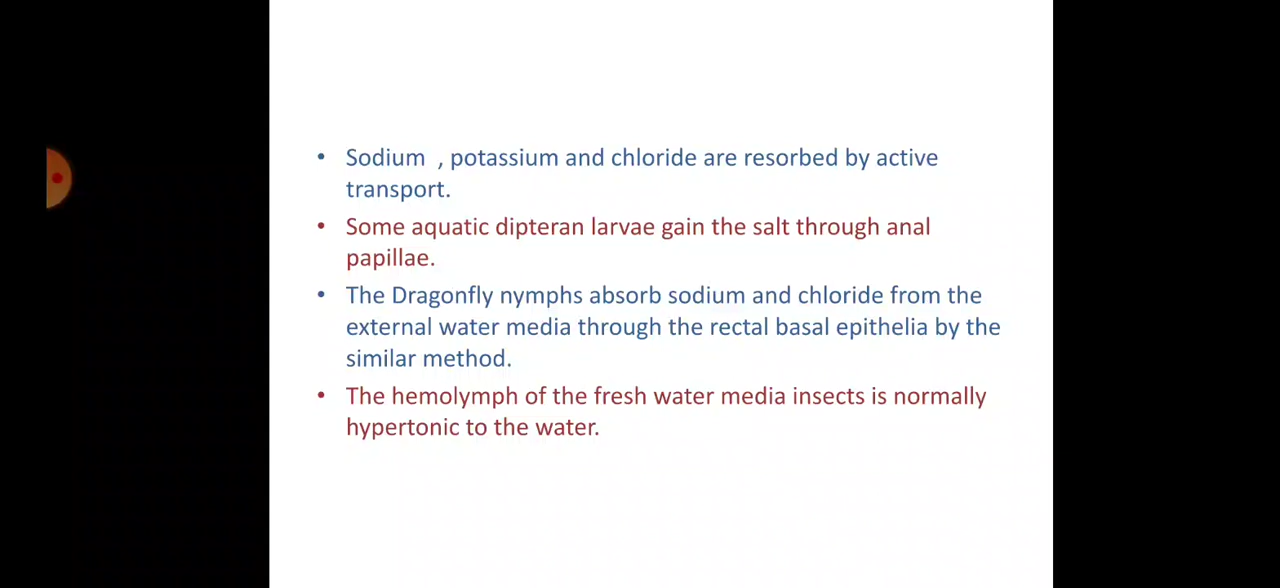 • Sodium , potassium and chloride are resorbed by active
transport.
• Some aquatic dipteran larvae gain the salt through anal
papillae.
• The Dragonfly nymphs absorb sodium and chloride from the
external water media through the rectal basal epithelia by the
similar method.
• The hemolymph of the fresh water media insects is normally
hypertonic to the water.